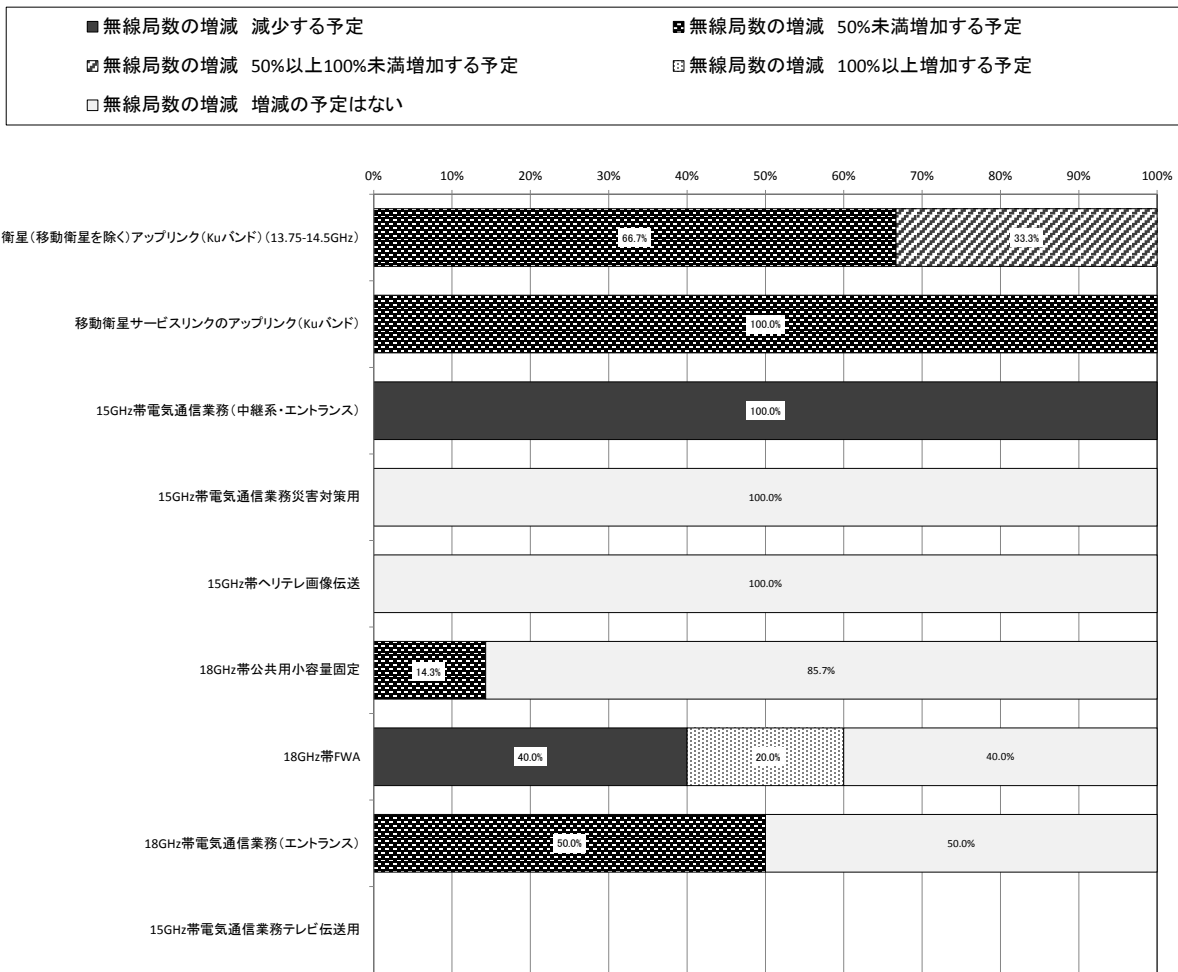 ■無線局数の増減 減少する予定
無線局数の増減 50%未満増加する予定
無線局数の増減 50%以上100%未満増加する予定
無線局数の増減 100%以上増加する予定
□無線局数の増減 増減の予定はない
0% 10% 20% 30% 40% 50% 60% 70% 80% 90% 100%
衛星(移動衛星を除く)アップリンク(Kuバンド)(13.75-14.5GHz)
66.7% 33.3%
移動衛星サービスリンクのアップリンク(Kuバンド)
100.0%
15GHz帯電気通信業務(中継系・エントランス)
100.0%
15GHz帯電気通信業務災害対策用
100.0%
15GHz帯ヘリテレ画像伝送
100.0%
18GHz帯公共用小容量固定
14.3% 85.7%
18GHz帯FWA
40.0% 20.0% 40.0%
18GHz帯電気通信業務(エントランス)
50.0% 50.0%
15GHz帯電気通信業務テレビ伝送用